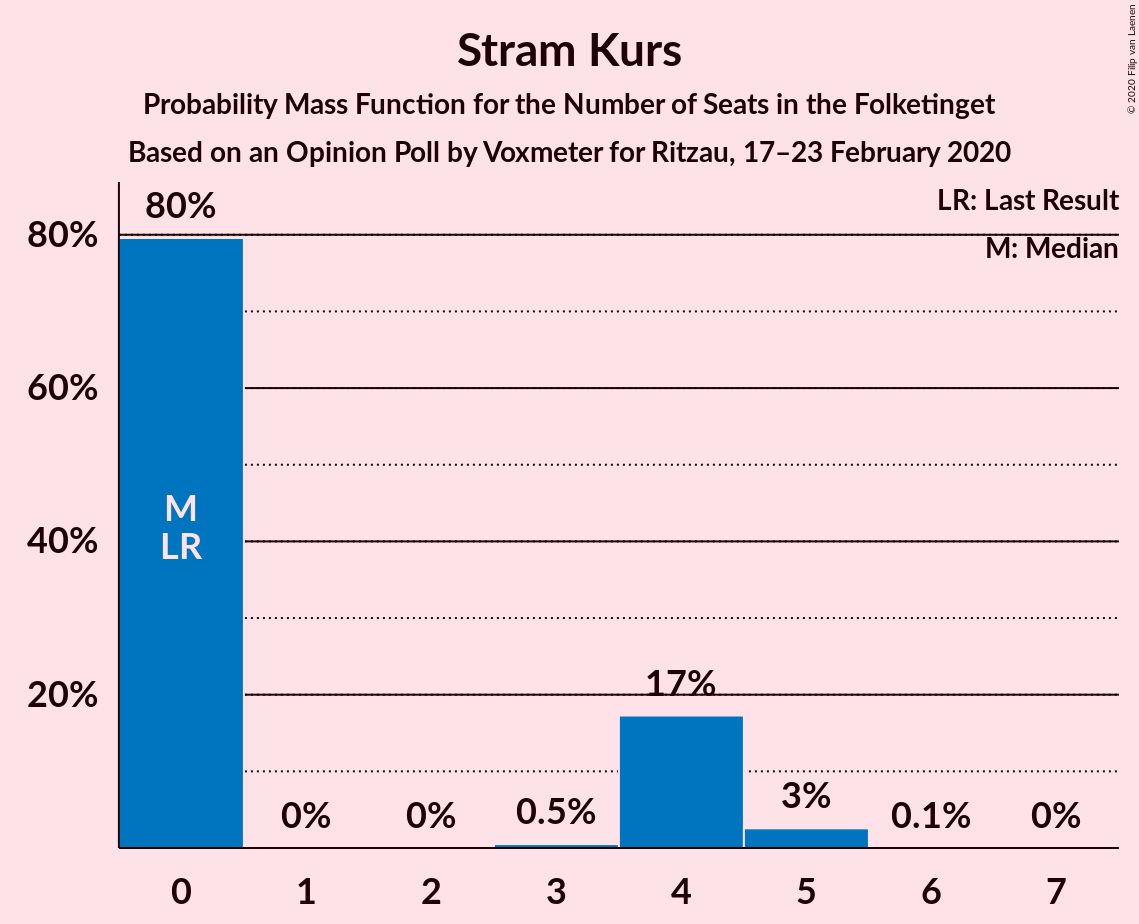 Stram Kurs
Probability Mass Function for the Number of Seats in the Folketinget
Based on an Opinion Poll by Voxmeter for Ritzau, 17–23 February 2020
© 2020 Filip van Laenen
LR: Last Result
M: Median
80%
60%
40%
20%
80%
M
LR
0%
0%
0.5%
17%
3%
0.1%
0%
0 1 2 3 4 5 6 7